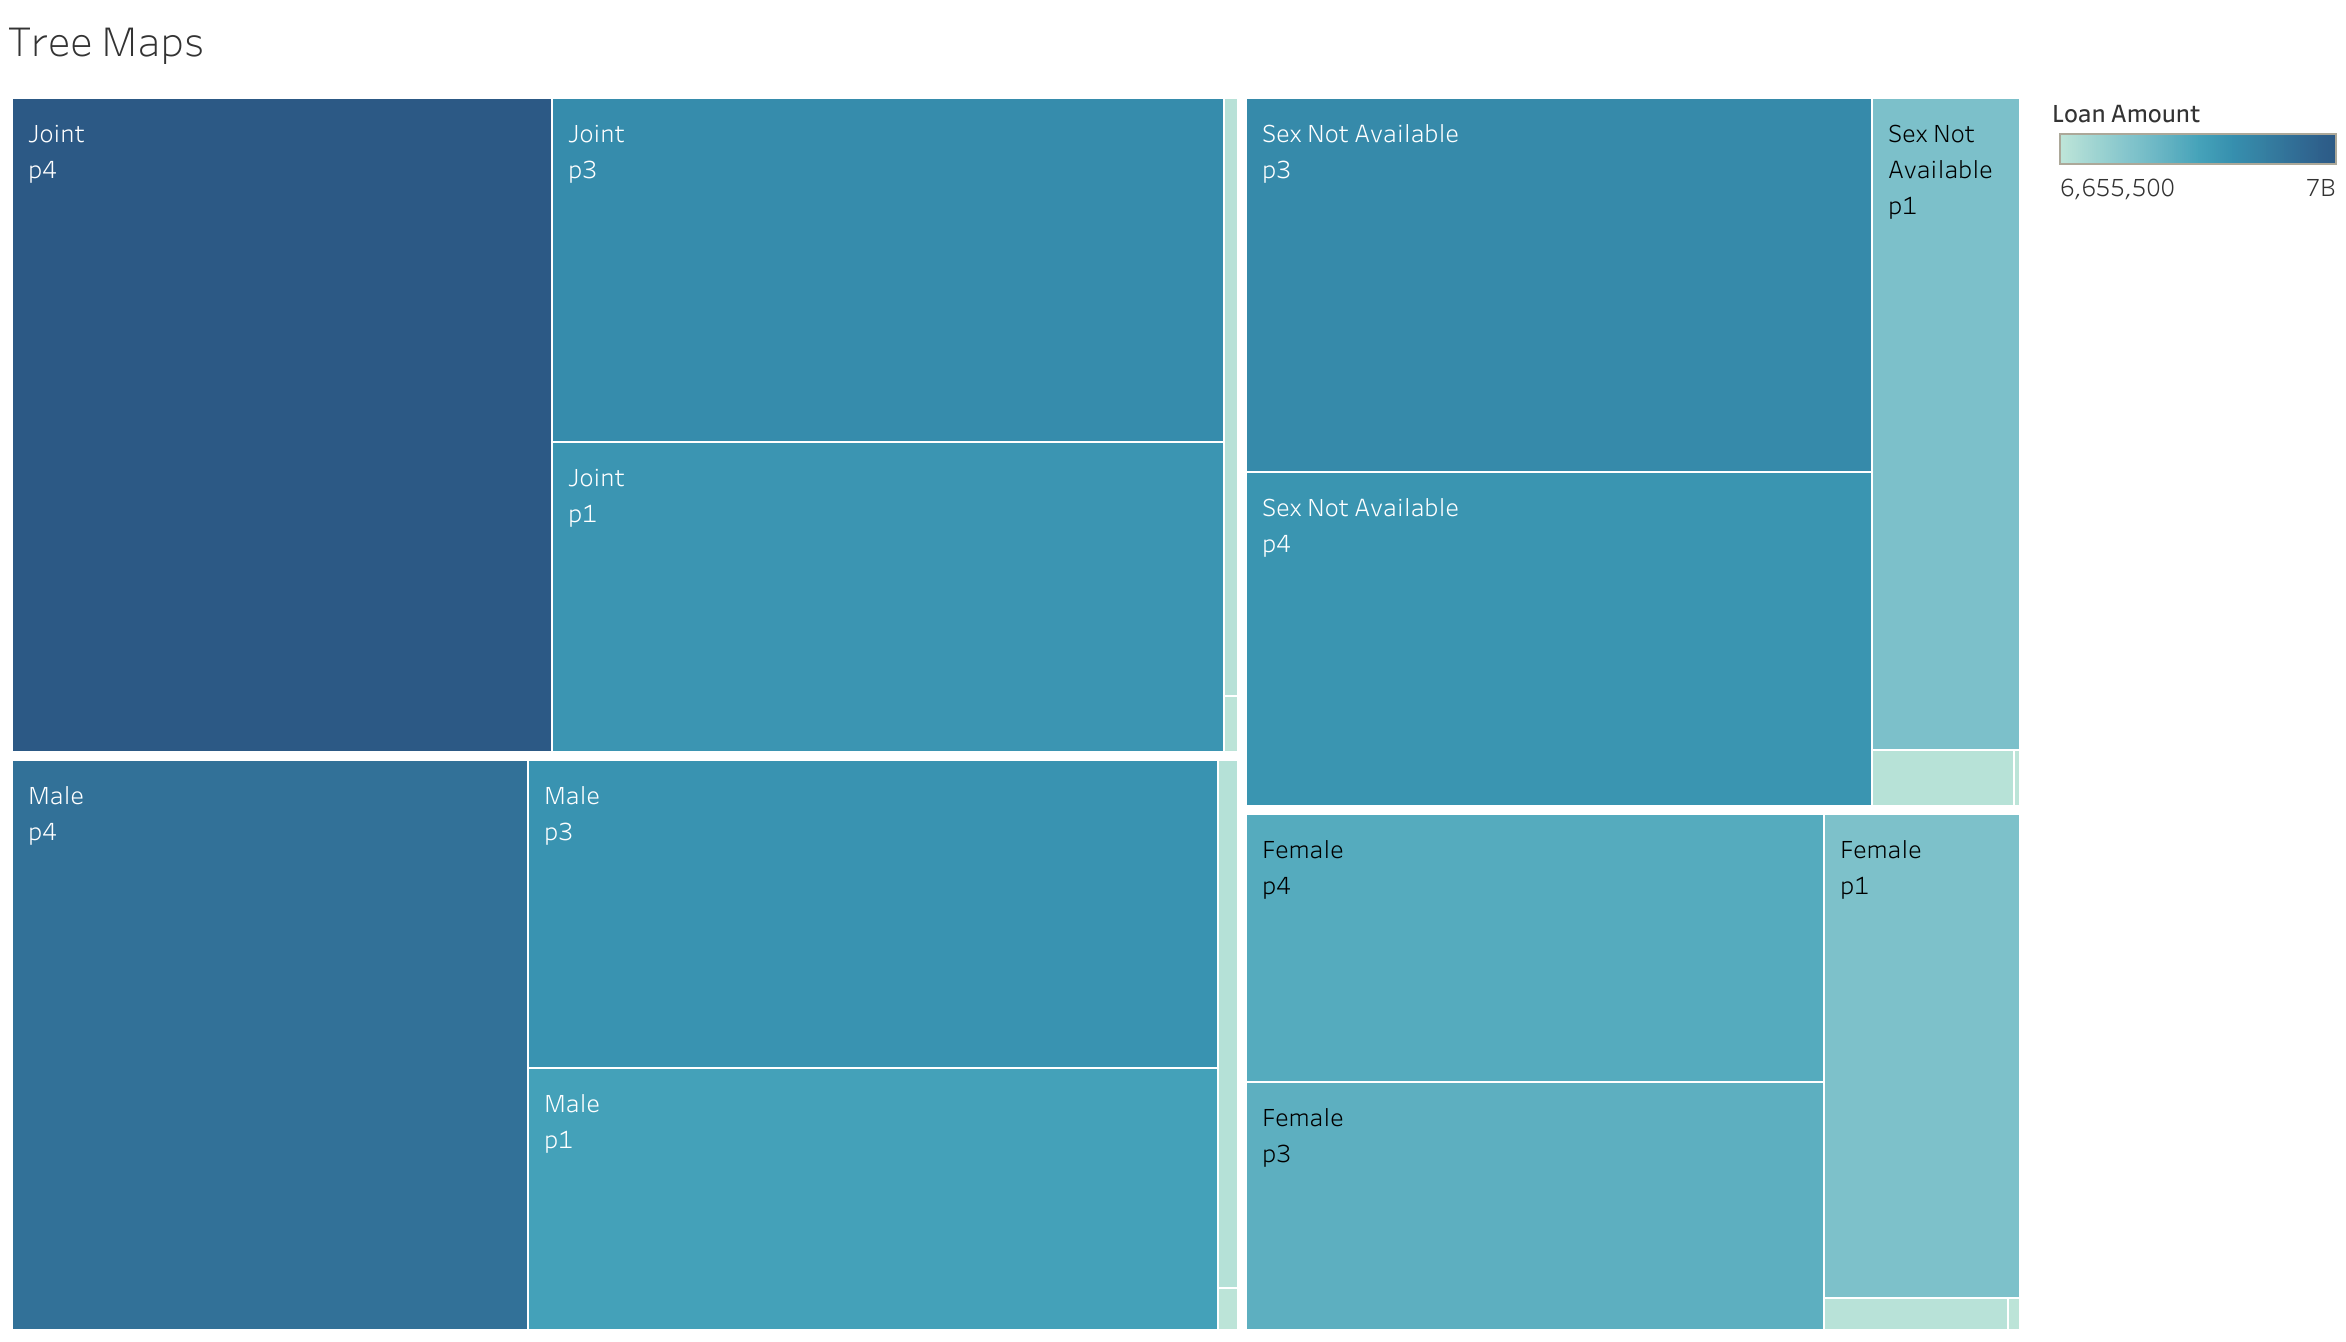 Tree Maps
Joint
p4
Joint
p3
Joint
p1
Sex Not Available
p3
Sex Not
Available
p1
Sex Not Available
p4
Male
p4
Male
p3
Male
p1
Female
p4
Female
p1
Female
p3
Loan Amount
6,655,500 7B